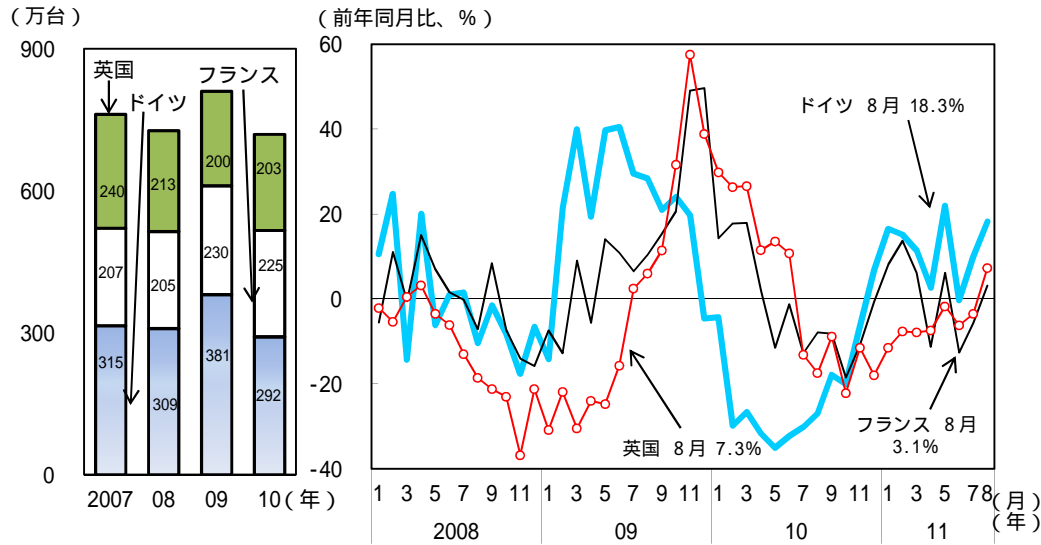 （万台）
900
600
300
0
英国
ドイツ
フランス
240
213
200
203
207
205
230
225
315
309
381
292
2007 08 09 10（年）
（前年同月比、％）
60
40
20
0
-20
-40
ドイツ 8月 18.3%
英国 8月 7.3%
フランス 8月
3.1%
1 3 5 7 9 11 1 3 5 7 9 11 1 3 5 7 9 11 1 3 5 7 8（月）
2008 09 10 11（年）